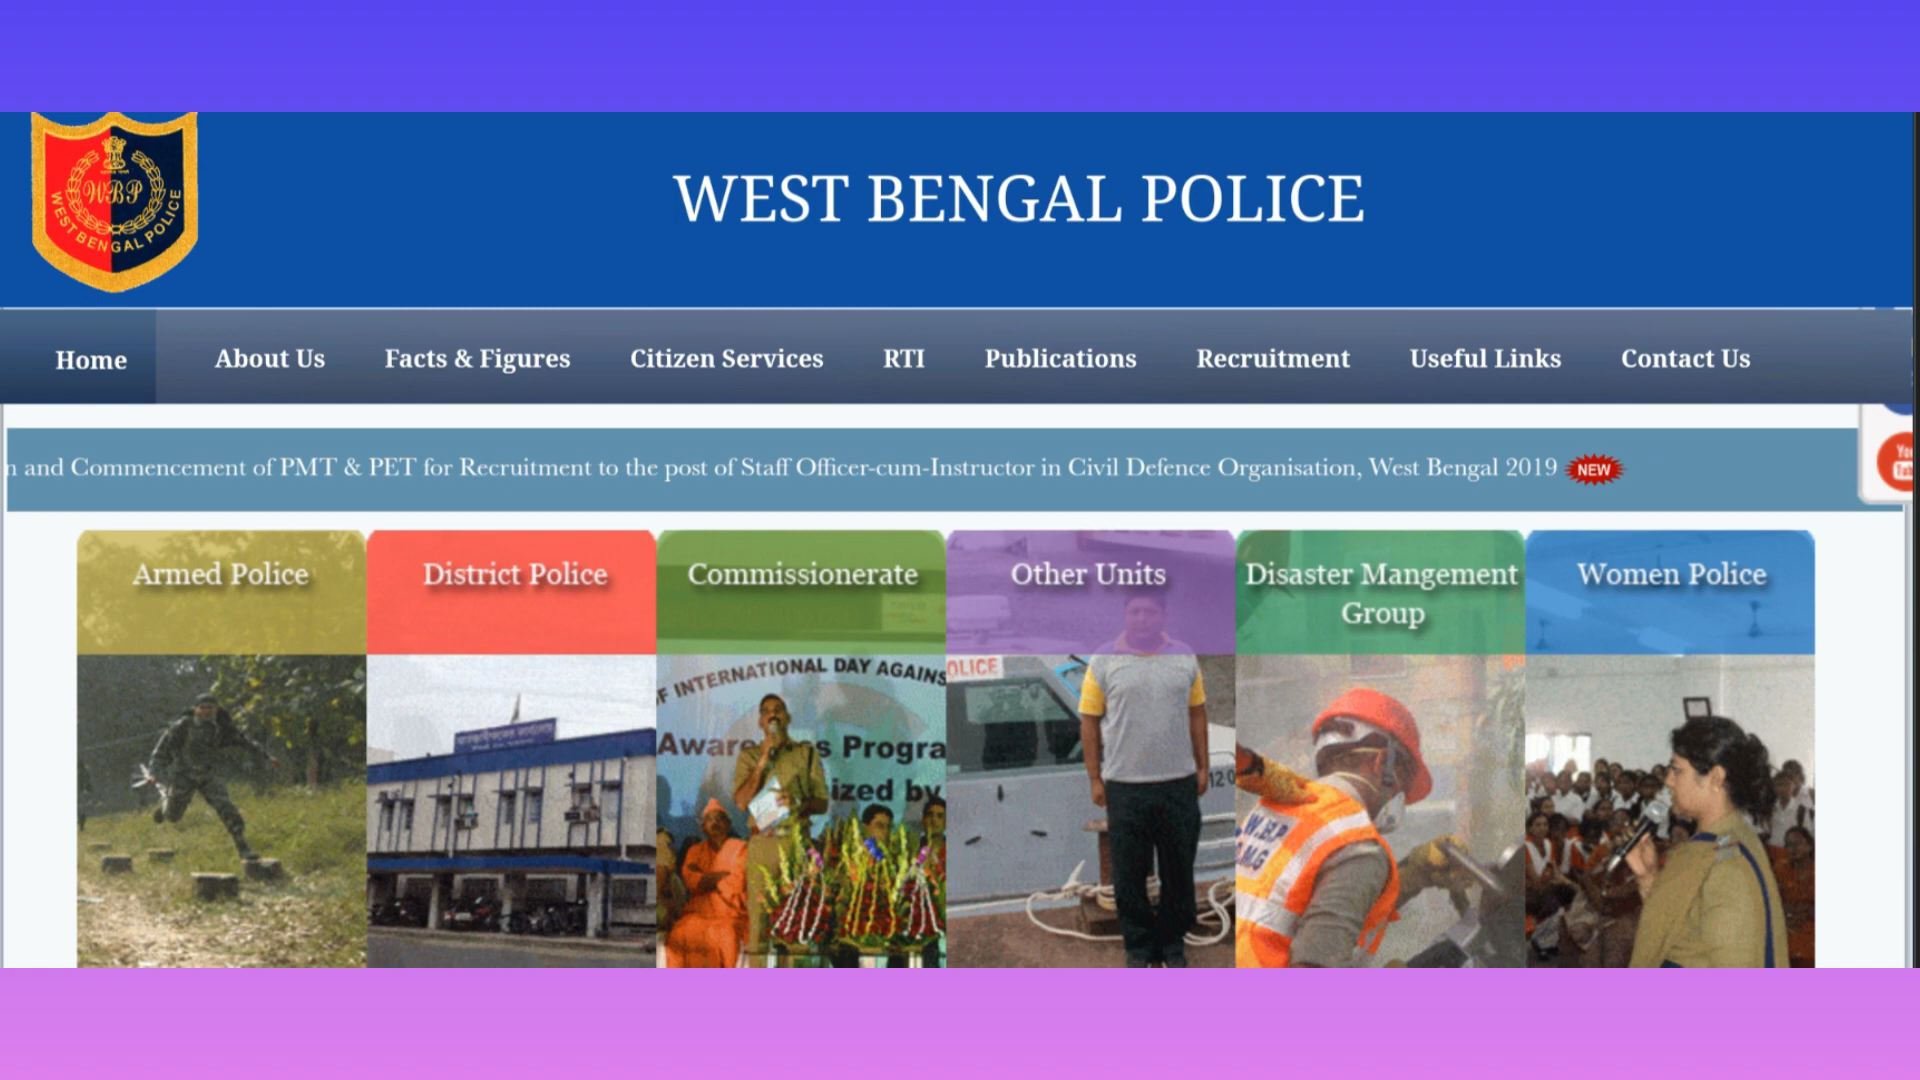 WBP
WEST BENGAL POLICE
WEST BENGAL POLICE
Home About Us Facts & Figures Citizen Services RTI Publications Recruitment Useful Links Contact Us
n and Commencement of PMT & PET for Recruitment to the post of Staff Officer-cum-Instructor in Civil Defence Organisation, West Bengal 2019 NEW
You
Armed Police District Police Commissionerate Other Units Disaster Mangement Women Police
Group
F INTERNATIONAL DAY AGAINS
OLICE
Progra
ized by
120
W.B.P